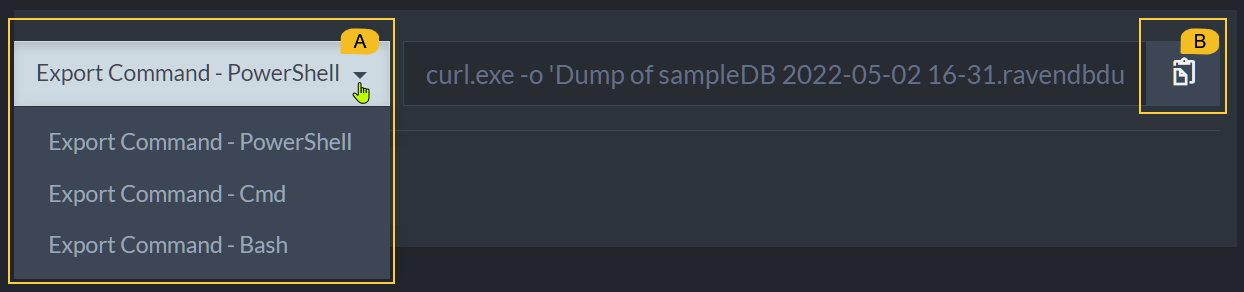 A
B
Export Command - PowerShell
curl.exe -o 'Dump of sampleDB 2022-05-02 16-31.ravendbdu
Export Command - PowerShell
Export Command - Cmd
Export Command - Bash